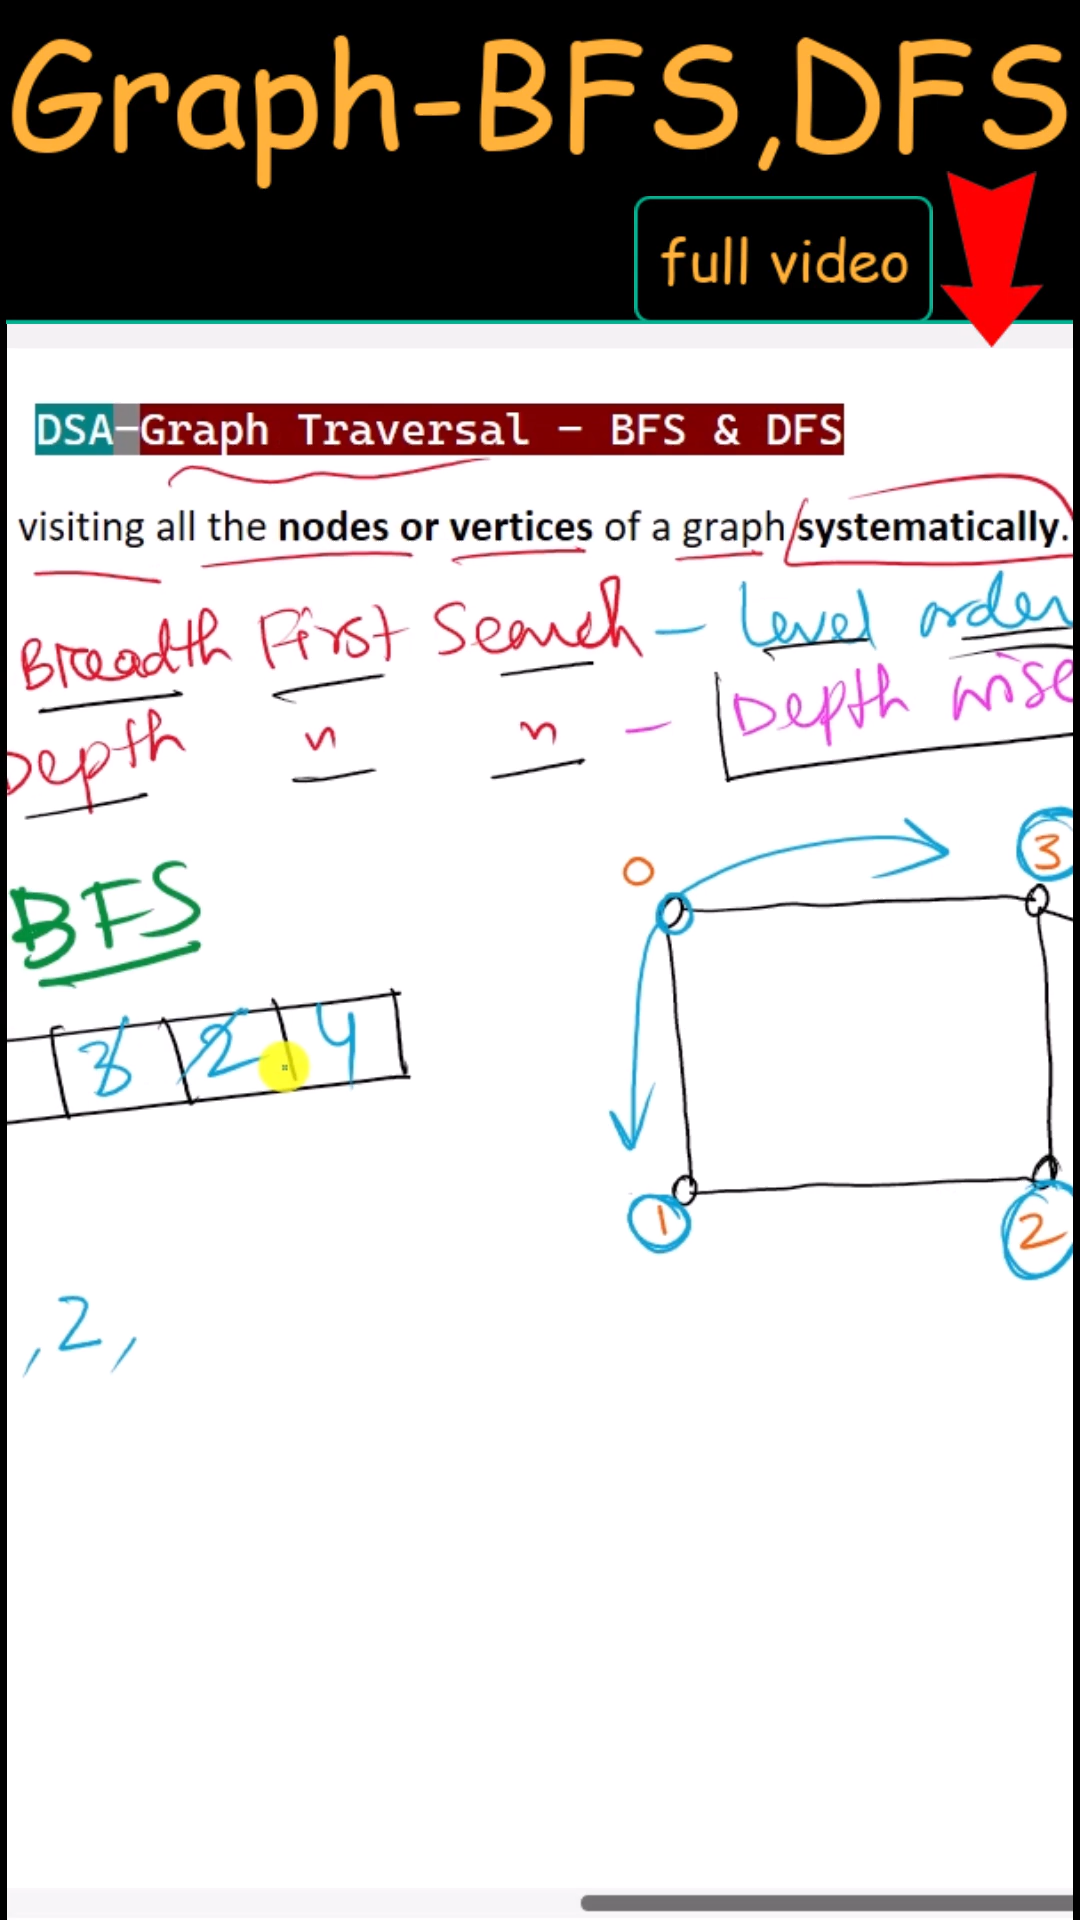 Graph-BFS,DFS
full video
DSA-Graph Traversal - BFS & DFS
visiting all the nodes or vertices of a graph systematically.
Breadth First Search - Level order
Depth " " - Depth wise
0
3
BFS
3 2 4
1
2
,2,